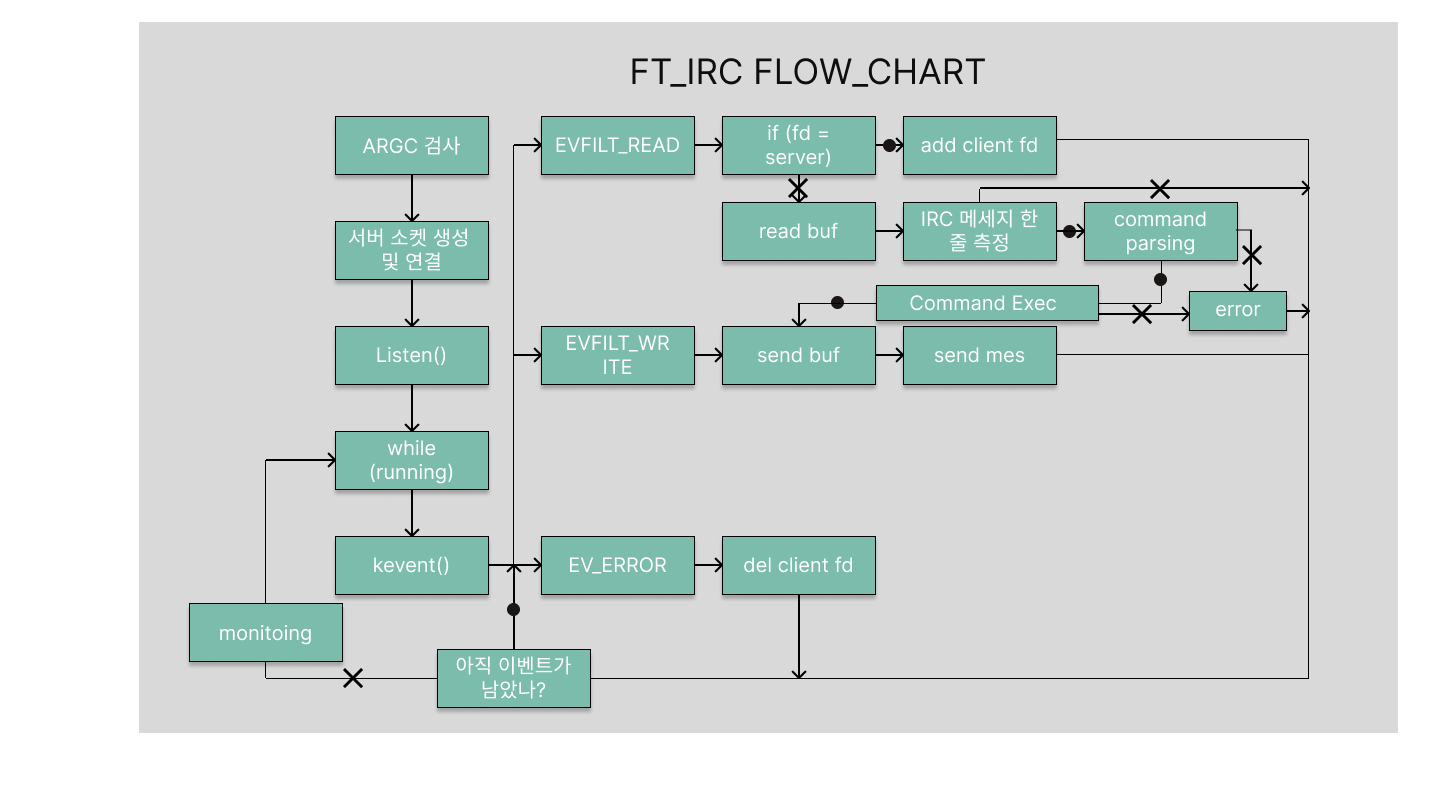 FT_IRC FLOW_CHART
ARGC 검사
EVFILT_READ
if (fd =
server)
add client fd
서버 소켓 생성
및 연결
read buf
IRC 메세지 한
줄 측정
command
parsing
Command Exec
error
Listen()
EVFILT_WR
ITE
send buf
send mes
while
(running)
kevent()
EV_ERROR
del client fd
monitoing
아직 이벤트가
남았나?